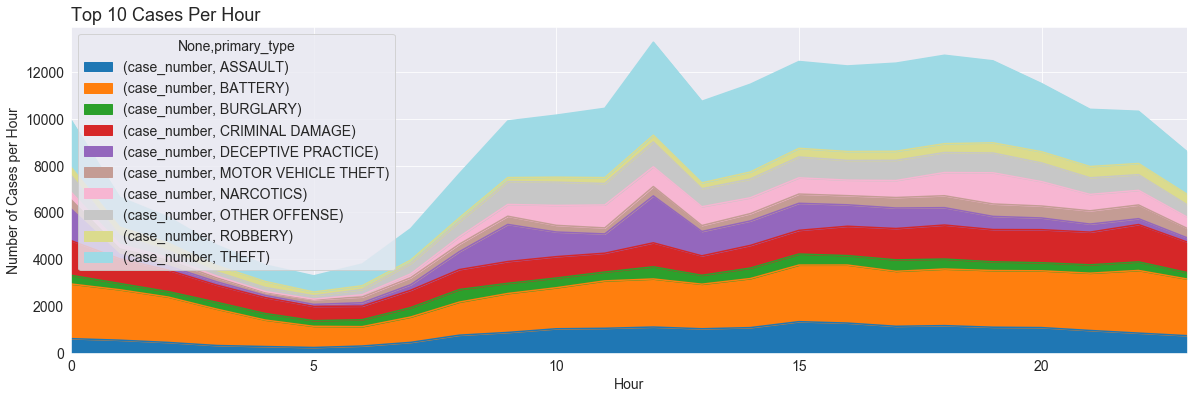 Top 10 Cases Per Hour
None,primary_type
(case_number, ASSAULT)
(case_number, BATTERY)
(case_number, BURGLARY)
(case_number, CRIMINAL DAMAGE)
(case_number, DECEPTIVE PRACTICE)
(case_number, MOTOR VEHICLE THEFT)
(case_number, NARCOTICS)
(case_number, OTHER OFFENSE)
(case_number, ROBBERY)
(case_number, THEFT)
Number of Cases per Hour
12000
10000
8000
6000
4000
2000
0
0 5 10 15 20
Hour